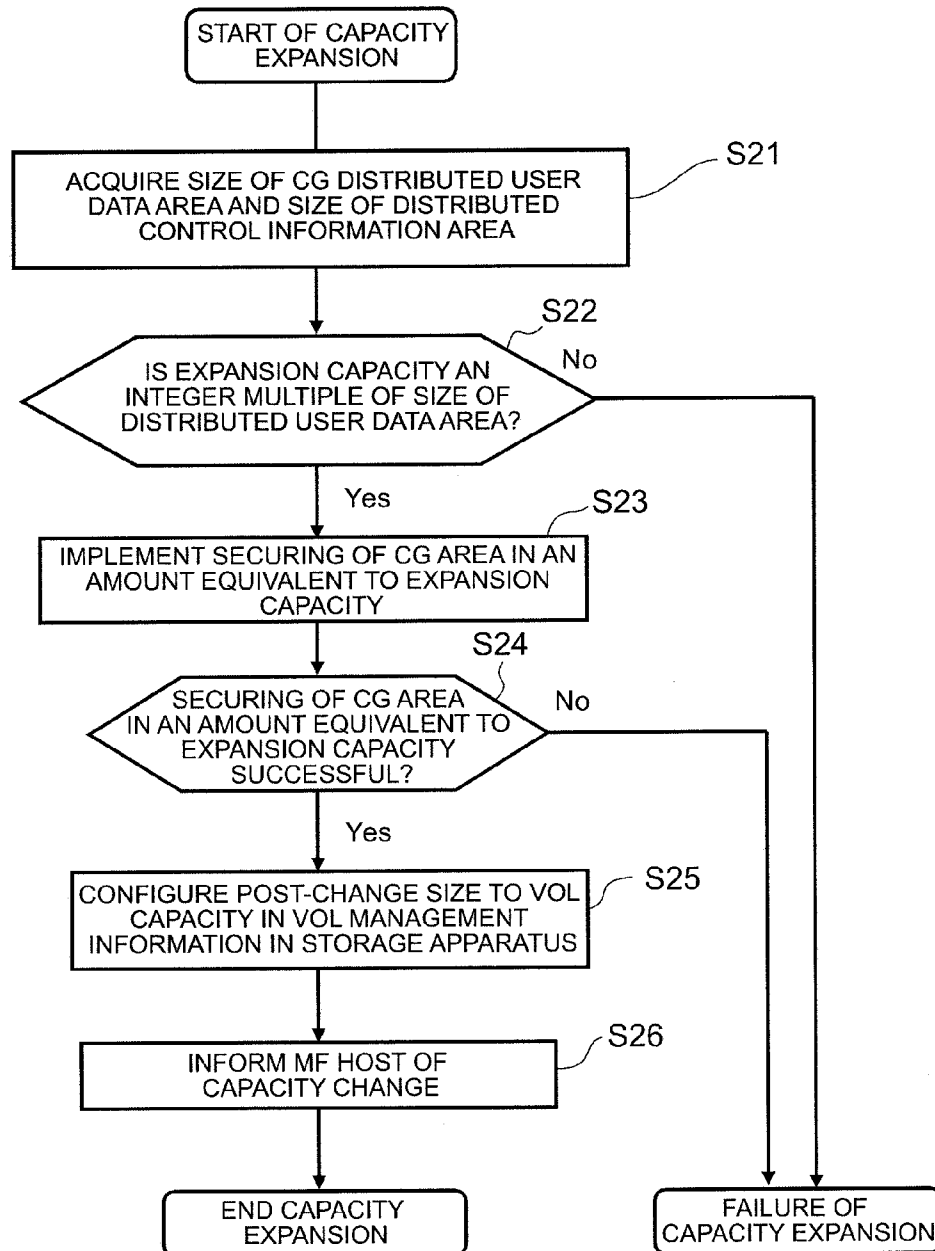 START OF CAPACITY
EXPANSION
S21
ACQUIRE SIZE OF CG DISTRIBUTED USER
DATA AREA AND SIZE OF DISTRIBUTED
CONTROL INFORMATION AREA
S22
No
IS EXPANSION CAPACITY AN
INTEGER MULTIPLE OF SIZE OF
DISTRIBUTED USER DATA AREA?
Yes
S23
IMPLEMENT SECURING OF CG AREA IN AN
AMOUNT EQUIVALENT TO EXPANSION
CAPACITY
S24
No
SECURING OF CG AREA
IN AN AMOUNT EQUIVALENT TO
EXPANSION CAPACITY
SUCCESSFUL?
Yes
S25
CONFIGURE POST-CHANGE SIZE TO VOL
CAPACITY IN VOL MANAGEMENT
INFORMATION IN STORAGE APPARATUS
S26
INFORM MF HOST OF
CAPACITY CHANGE
END CAPACITY
EXPANSION
FAILURE OF
CAPACITY EXPANSION